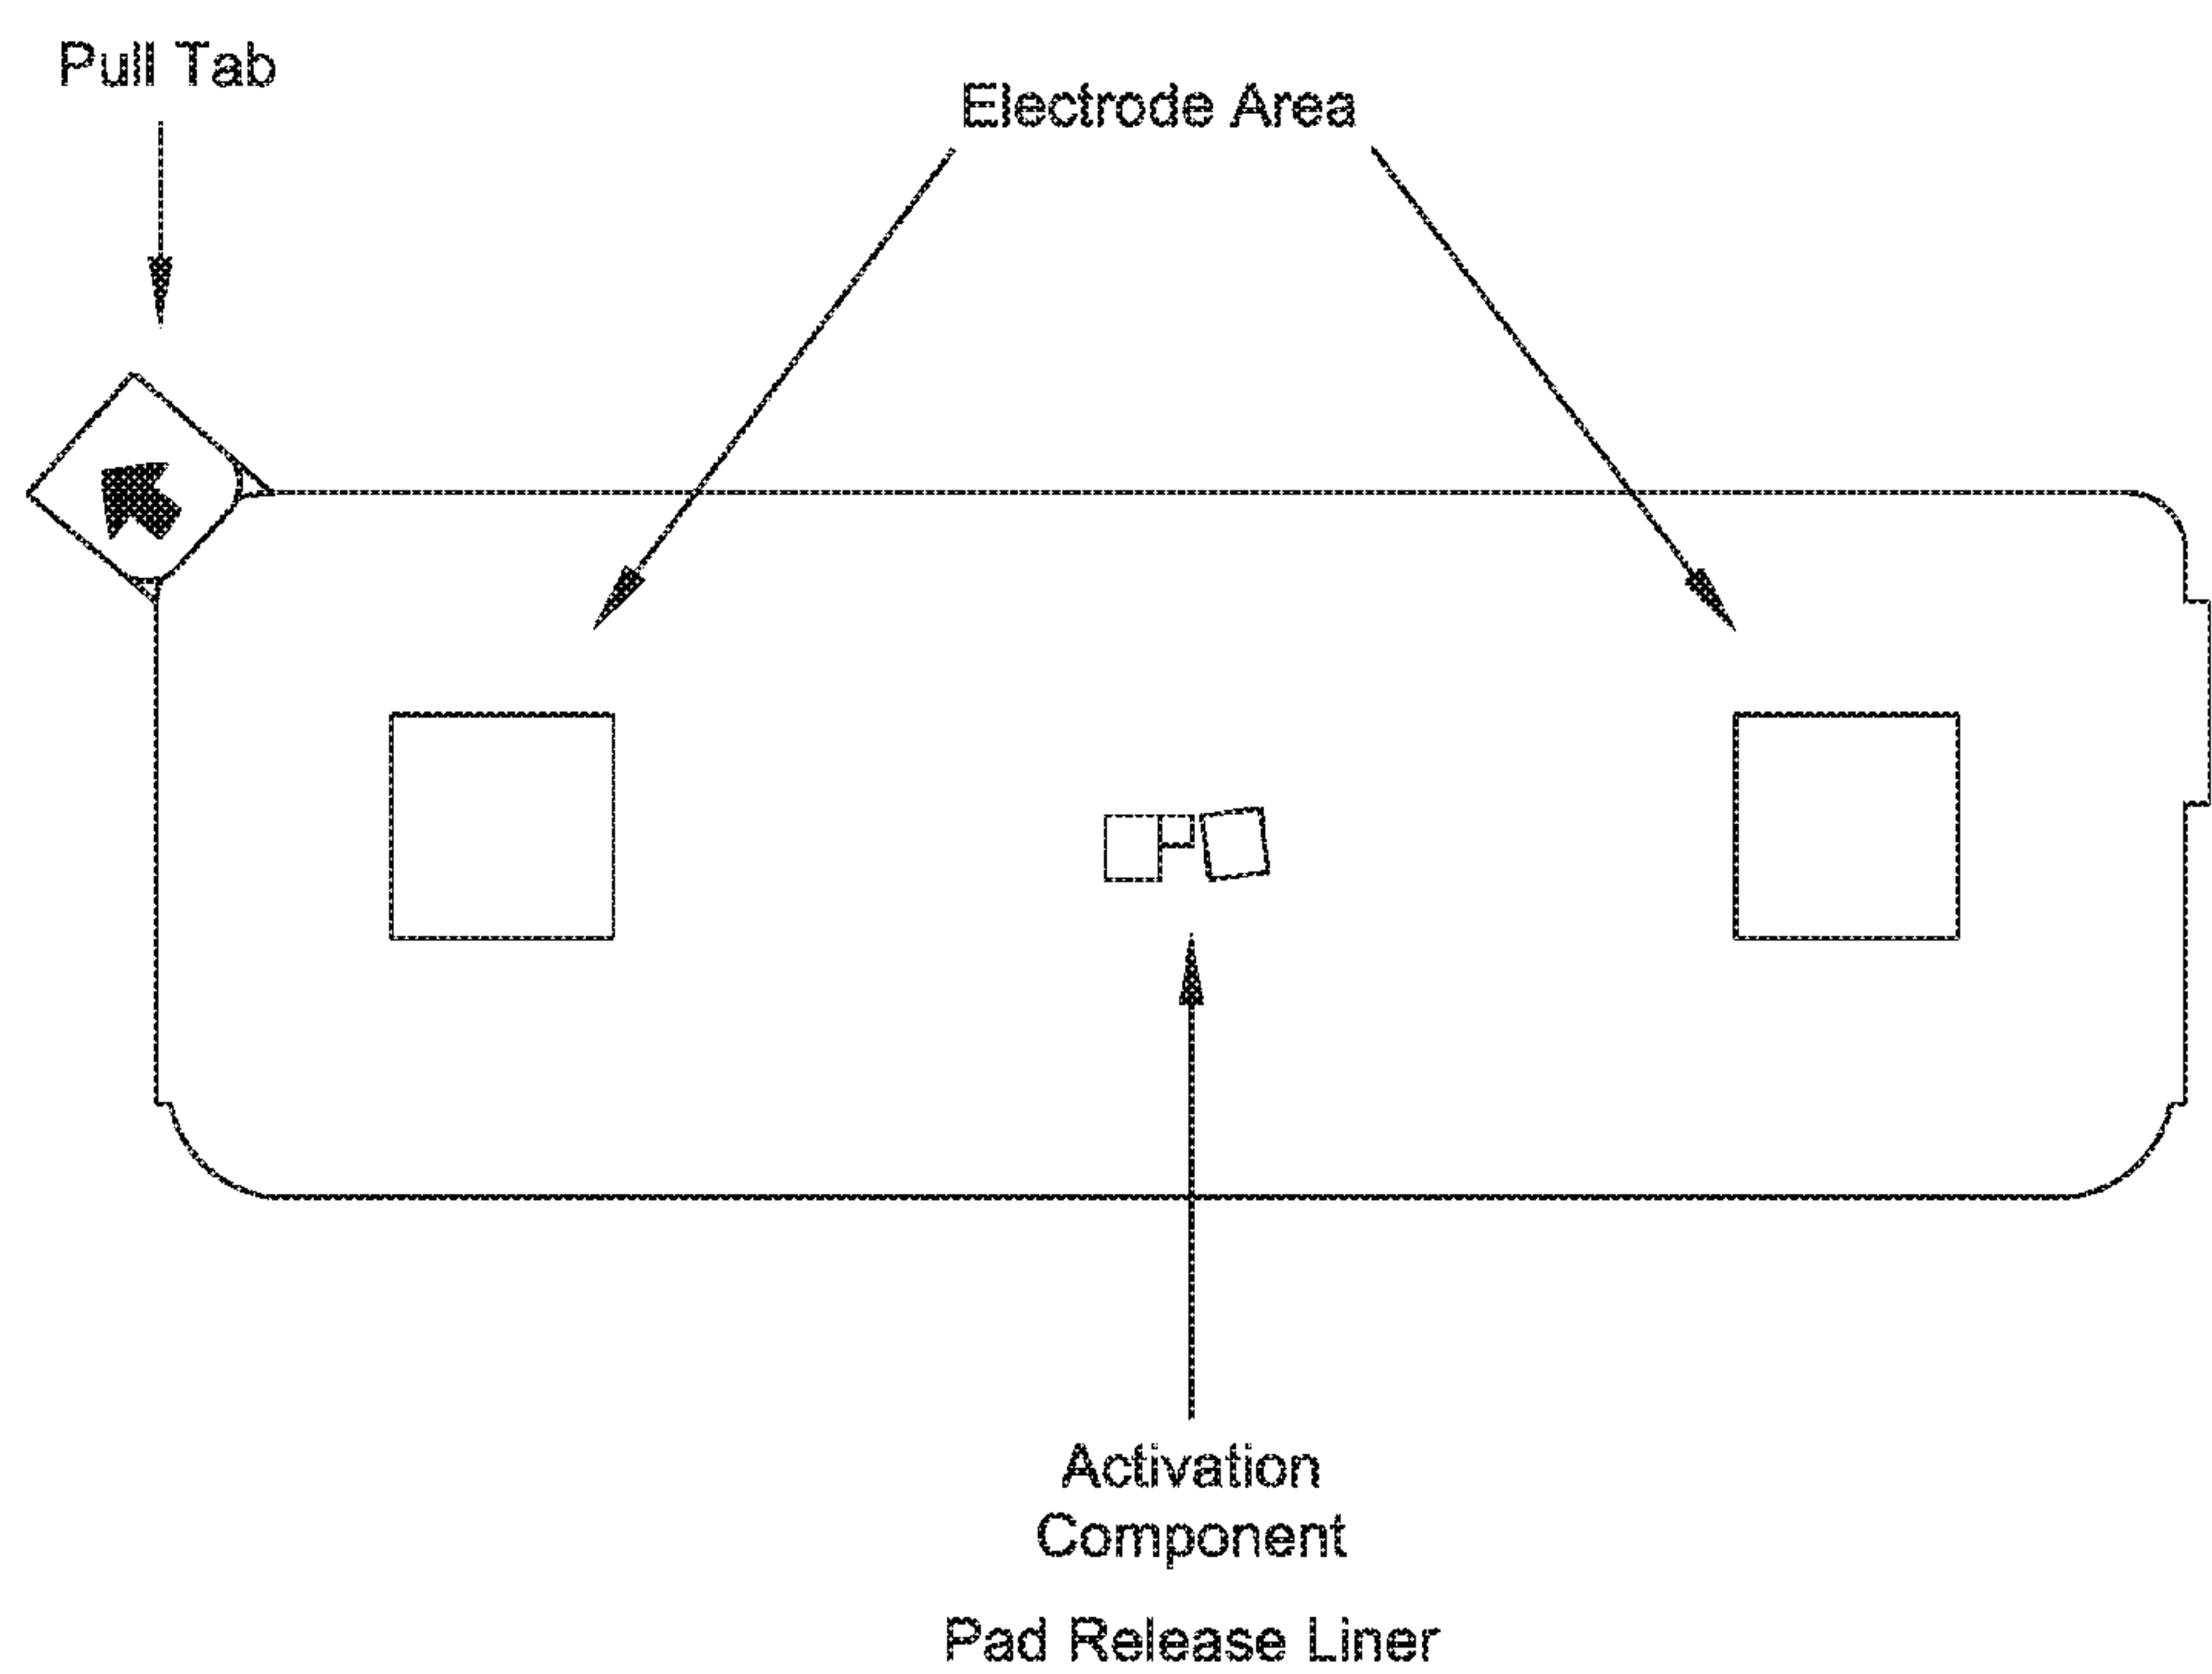 Pull Tab
Electrode Area
Activation
Component
Pad Release Liner